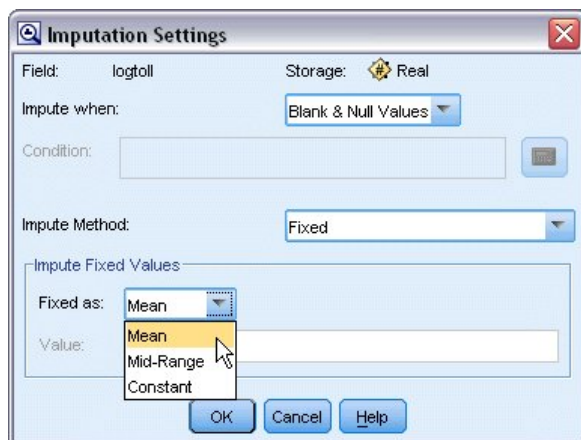 Imputation Settings
Field: logtoll Storage: Real
Impute when: Blank & Null Values
Condition:
Impute Method: Fixed
Impute Fixed Values
Fixed as: Mean
Mean
Value:
Mid-Range
Constant
OK Cancel Help